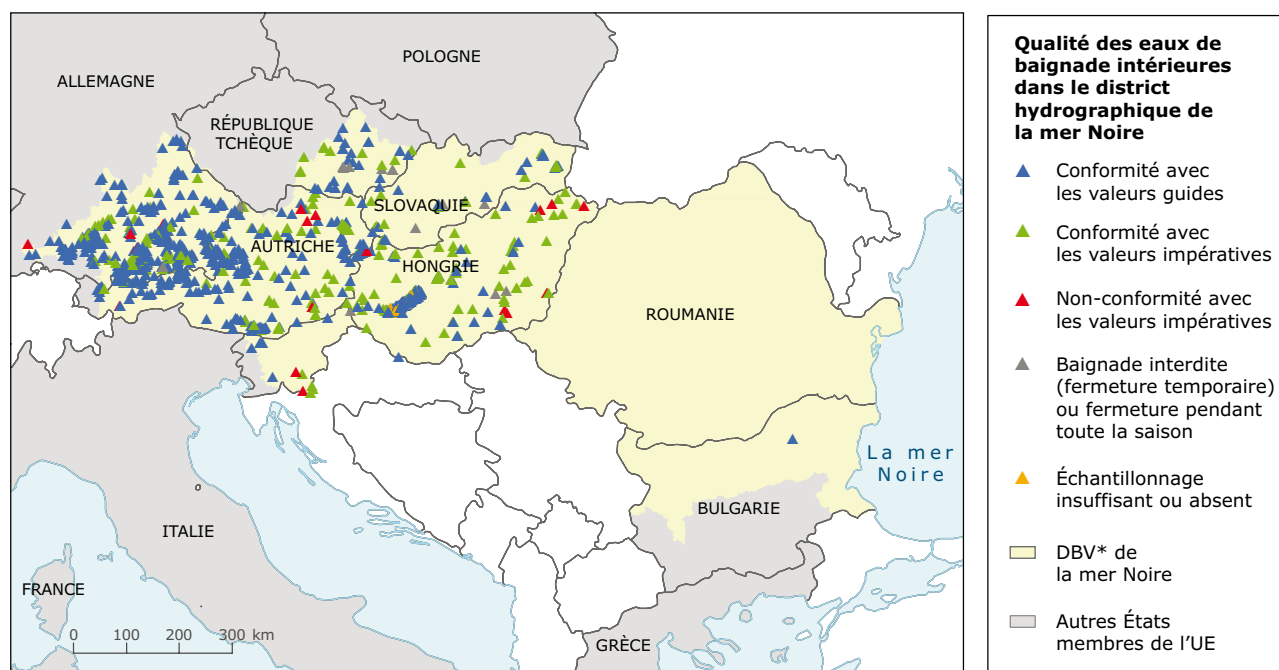 POLOGNE
ALLEMAGNE
RÉPUBLIQUE
TCHÈQUE
SLOVAQUIE
AUTRICHE
HONGRIE
ROUMANIE
La mer
Noire
BULGARIE
ITALIE
FRANCE
GRÈCE
0 100 200 300 km
Qualité des eaux de
baignade intérieures
dans le district
hydrographique de
la mer Noire
Conformité avec
les valeurs guides
Conformité avec
les valeurs impératives
Non-conformité avec
les valeurs impératives
Baignade interdite
(fermeture temporaire)
ou fermeture pendant
toute la saison
Échantillonnage
insuffisant ou absent
DBV* de
la mer Noire
Autres États
membres de l'UE